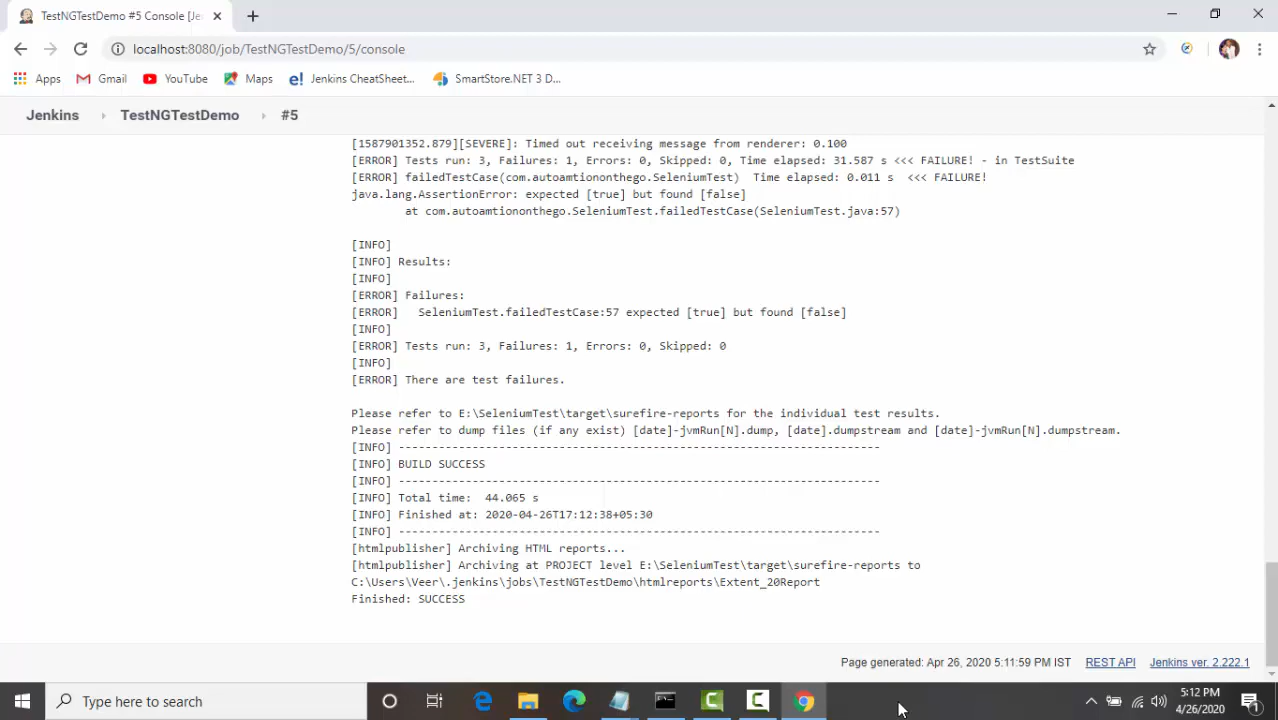 TestNGTestDemo #5 Console [Je
localhost:8080/job/TestNGTestDemo/5/console
Apps Gmail YouTube Maps Jenkins CheatSheet... SmartStore.NET 3 D...
Jenkins TestNGTestDemo #5
[1587901352.879][SEVERE]: Timed out receiving message from renderer: 0.100
[ERROR] Tests run: 3, Failures: 1, Errors: 0, Skipped: 0, Time elapsed: 31.587 s <<< FAILURE! - in TestSuite
[ERROR] failedTestCase(com.autoamtiononthego.SeleniumTest)  Time elapsed: 0.011 s  <<< FAILURE!
java.lang.AssertionError: expected [true] but found [false]
at com.autoamtiononthego.SeleniumTest.failedTestCase(SeleniumTest.java:57)
[INFO]
[INFO] Results:
[INFO]
[ERROR] Failures:
[ERROR]   SeleniumTest.failedTestCase:57 expected [true] but found [false]
[INFO]
[ERROR] Tests run: 3, Failures: 1, Errors: 0, Skipped: 0
[INFO]
[ERROR] There are test failures.
Please refer to E:\SeleniumTest\target\surefire-reports for the individual test results.
Please refer to dump files (if any exist) [date]-jvmRun[N].dump, [date].dumpstream and [date]-jvmRun[N].dumpstream.
[INFO] ------------------------------------------------------------------------
[INFO] BUILD SUCCESS
[INFO] ------------------------------------------------------------------------
[INFO] Total time:  44.065 s
[INFO] Finished at: 2020-04-26T17:12:38+05:30
[INFO] ------------------------------------------------------------------------
[htmlpublisher] Archiving HTML reports...
[htmlpublisher] Archiving at PROJECT level E:\SeleniumTest\target\surefire-reports to
C:\Users\Veer\.jenkins\jobs\TestNGTestDemo\htmlreports\Extent_20Report
Finished: SUCCESS
Page generated: Apr 26, 2020 5:11:59 PM IST REST API Jenkins ver. 2.222.1
Type here to search
5:12 PM
4/26/2020
1